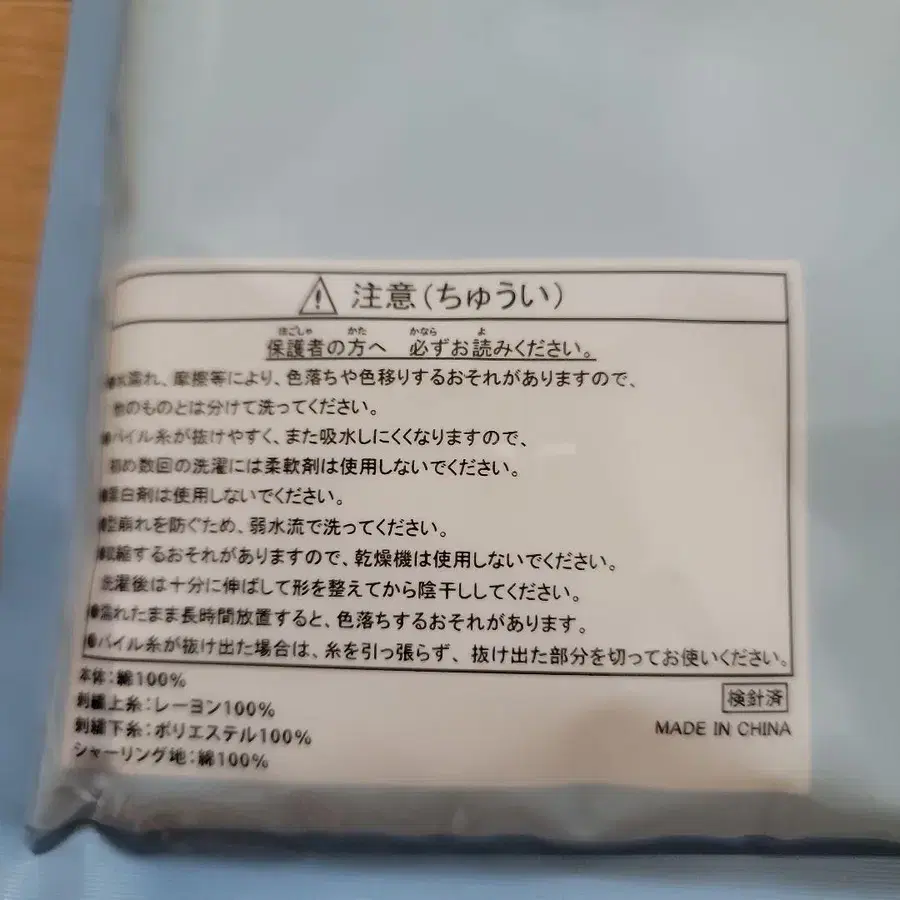 注意(ちゅうい)
保護者の方へ 必ずお読みください。
●水濡れ、摩擦等により、色落ちや色移りするおそれがありますので、
他のものとは分けて洗ってください。
●パイル糸が抜けやすく、また吸水しにくくなりますので、
初め数回の洗濯には柔軟剤は使用しないでください。
●蛍白剤は使用しないでください。
●型崩れを防ぐため、弱水流で洗ってください。
●収縮するおそれがありますので、乾燥機は使用しないでください。
洗濯後は十分に伸ばして形を整えてから陰干ししてください。
●濡れたまま長時間放置すると、色落ちするおそれがあります。
●パイル糸が抜け出た場合は、糸を引っ張らず、抜け出た部分を切ってお使いください。
本体:綿100%
刺繍上糸:レーヨン100%
刺繍下糸:ポリエステル100%
シャーリング地:綿100%
検針済
MADE IN CHINA